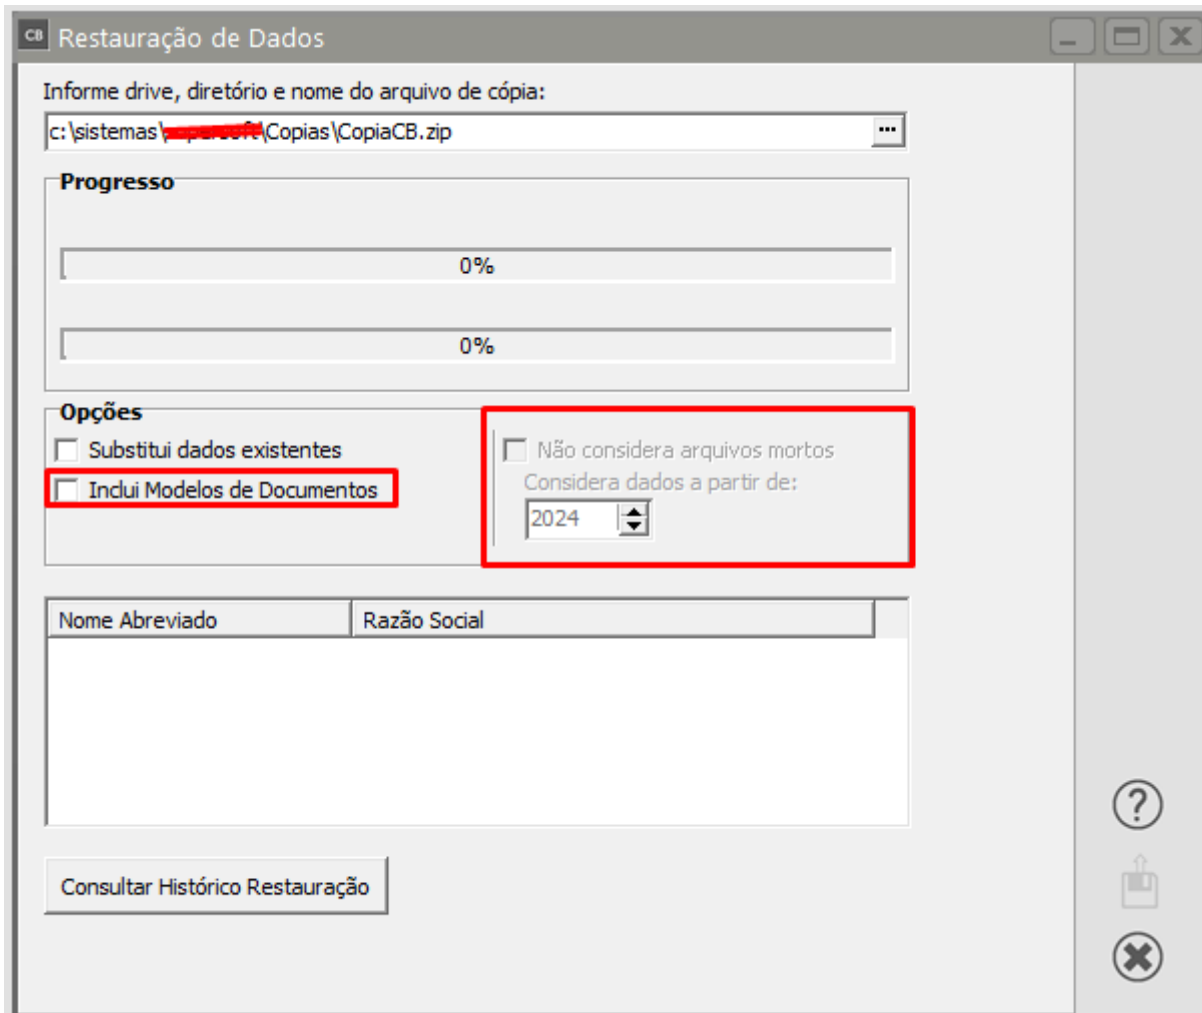 CB Restauração de Dados
Informe drive, diretório e nome do arquivo de cópia:
c:\sistemas\ \Copias\CopiaCB.zip ...
Progresso
0%
0%
Opções
Substitui dados existentes
Inclui Modelos de Documentos
Não considera arquivos mortos
Considera dados a partir de:
2024
Nome Abreviado Razão Social
Consultar Histórico Restauração